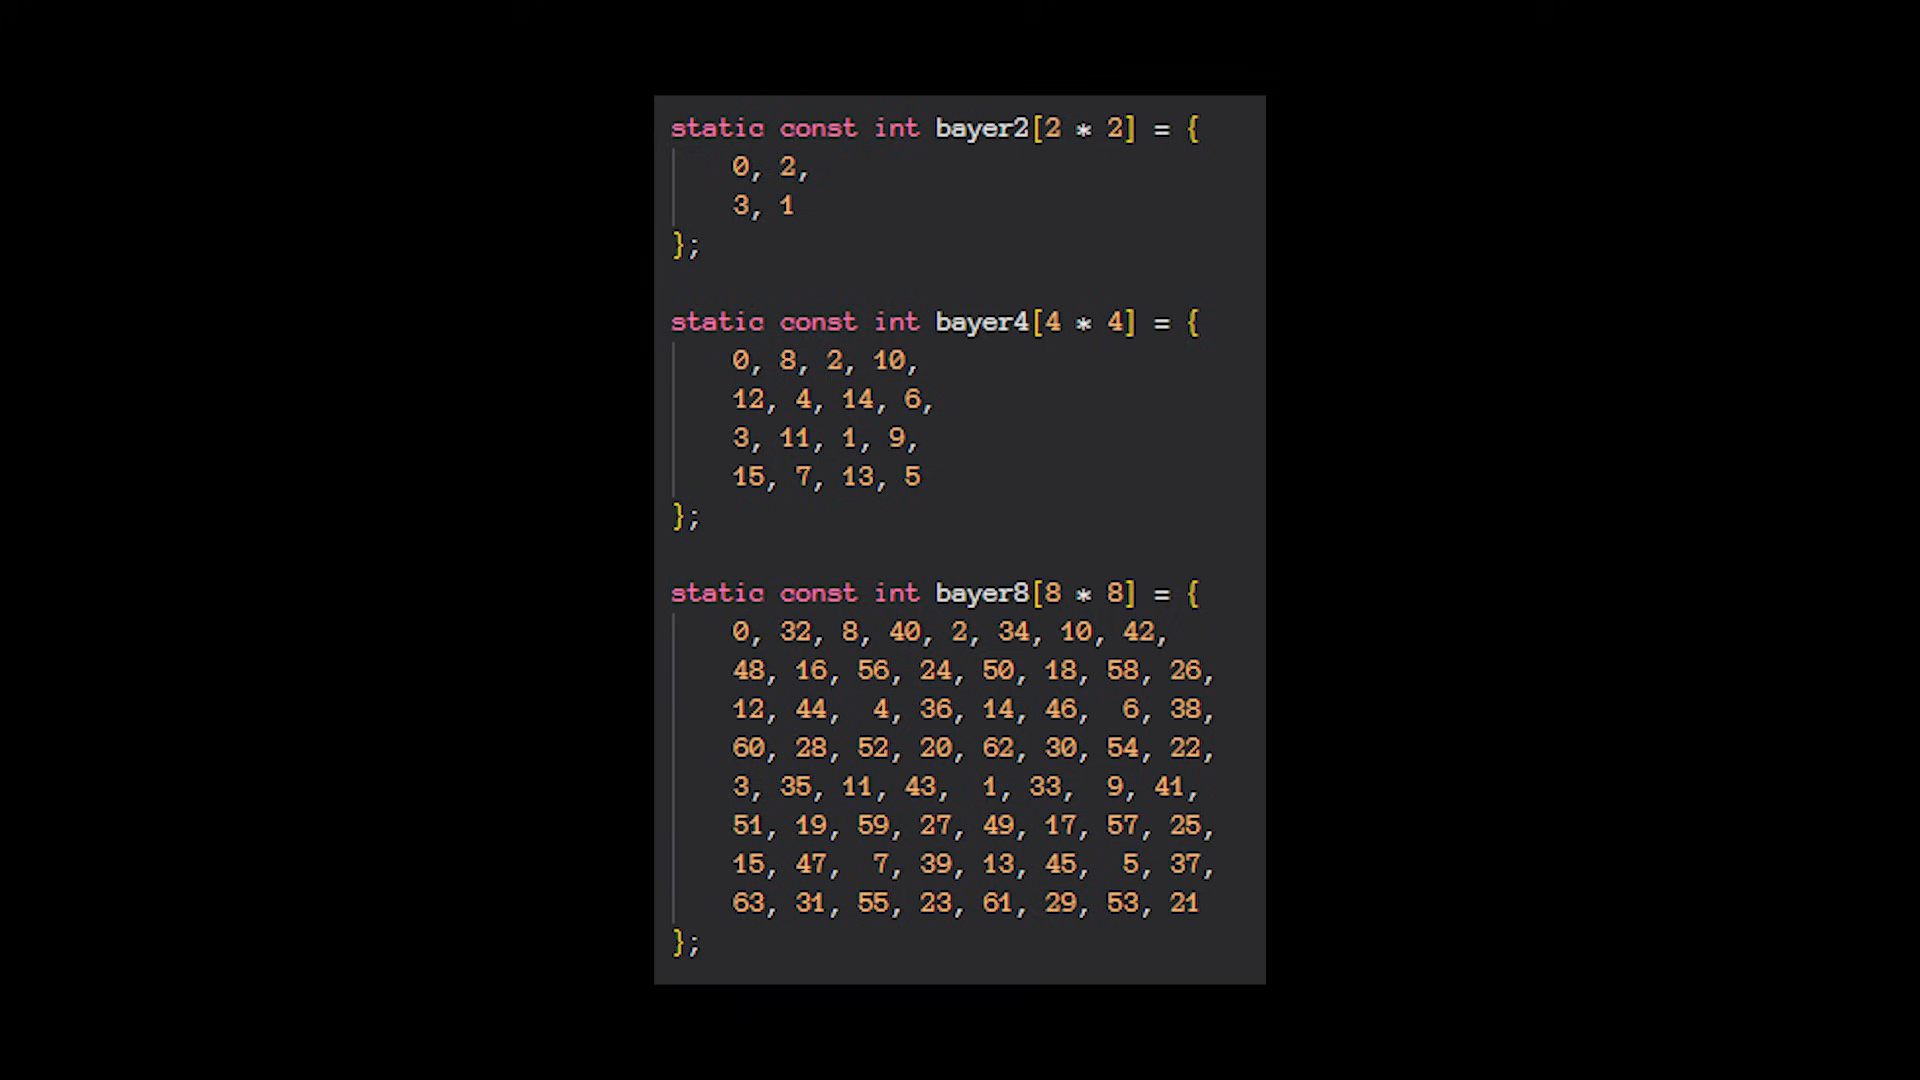 static const int bayer2[2 * 2] = {
0, 2,
3, 1
};
static const int bayer4[4 * 4] = {
0, 8, 2, 10,
12, 4, 14, 6,
3, 11, 1, 9,
15, 7, 13, 5
};
static const int bayer8[8 * 8] = {
0, 32, 8, 40, 2, 34, 10, 42,
48, 16, 56, 24, 50, 18, 58, 26,
12, 44,  4, 36, 14, 46,  6, 38,
60, 28, 52, 20, 62, 30, 54, 22,
3, 35, 11, 43,  1, 33,  9, 41,
51, 19, 59, 27, 49, 17, 57, 25,
15, 47,  7, 39, 13, 45,  5, 37,
63, 31, 55, 23, 61, 29, 53, 21
};